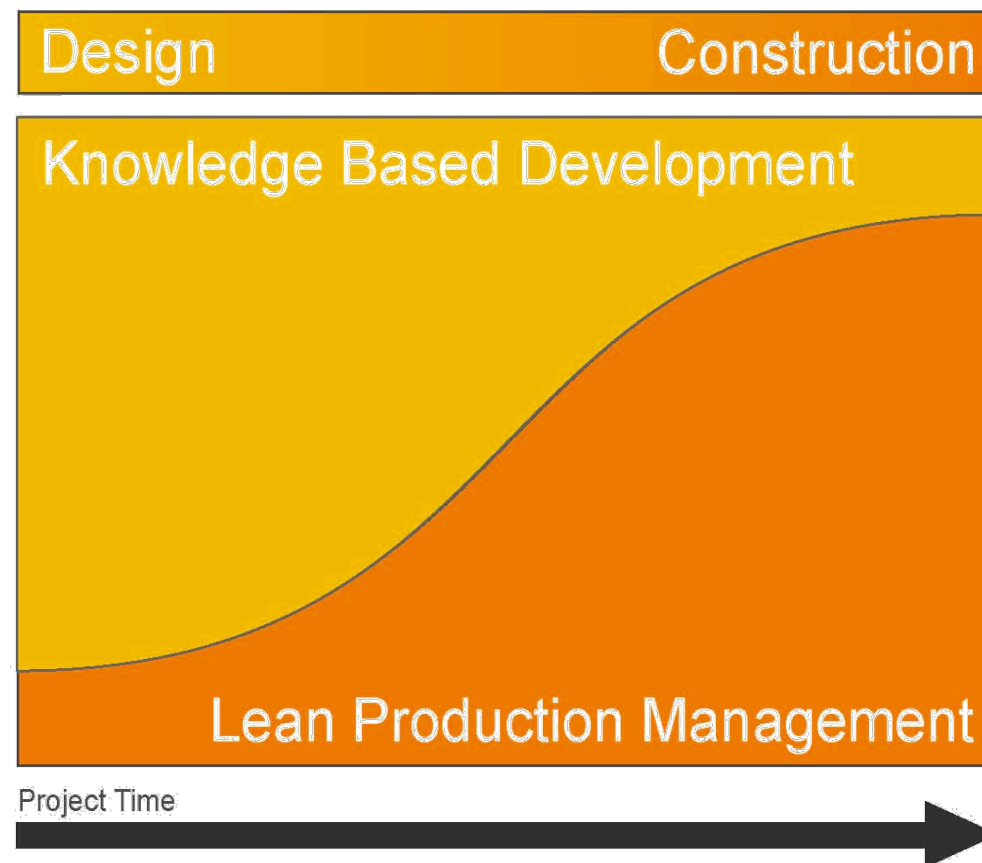 Design Construction
Knowledge Based Development
Lean Production Management
Project Time